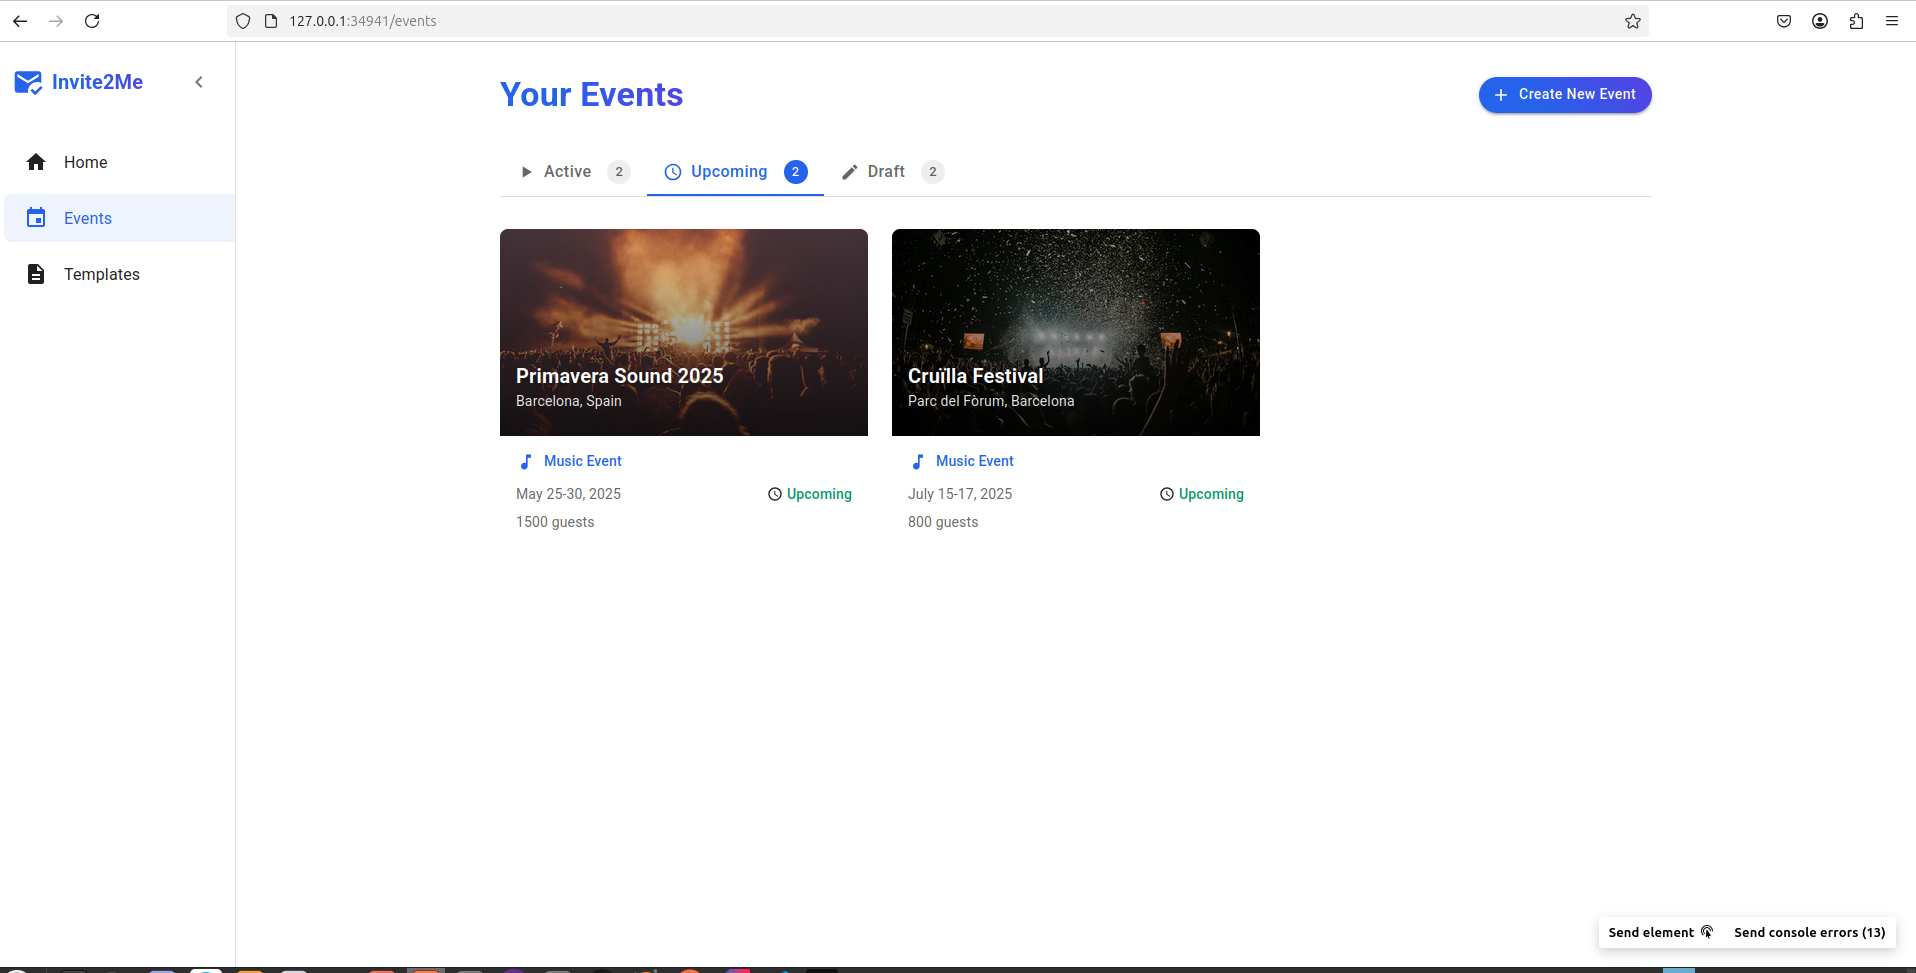 127.0.0.1:34941/events
Invite2Me
Home
Events
Templates
Your Events
Create New Event
Active 2
Upcoming 2
Draft 2
Primavera Sound 2025
Barcelona, Spain
Music Event
May 25-30, 2025
Upcoming
1500 guests
Cruïlla Festival
Parc del Fòrum, Barcelona
Music Event
July 15-17, 2025
Upcoming
800 guests
Send element
Send console errors (13)